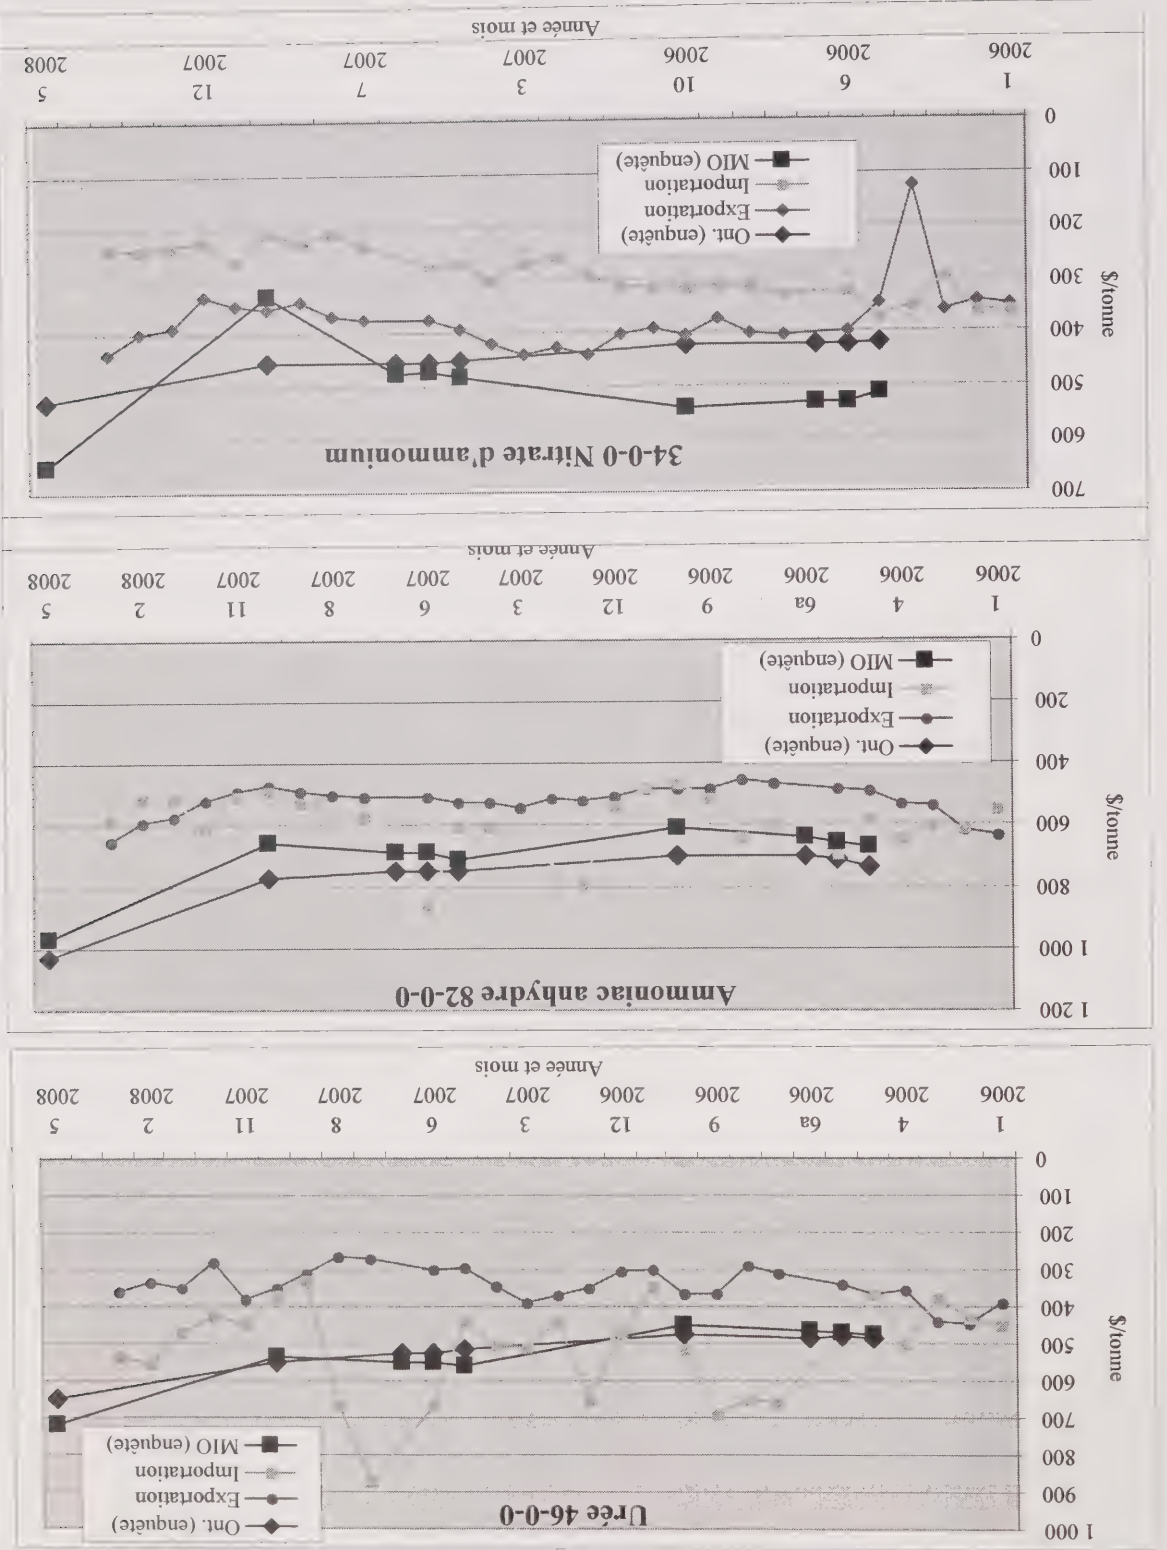 Urée 46-0-0
1 000
900
800
700
600
500
400
300
200
100
0
$/tonne
Ont. (enquête)
Exportation
Importation
MIO (enquête)
1 4 6a 9 12 3 6 8 11 2 5
2006 2006 2006 2006 2006 2007 2007 2007 2007 2008 2008
Année et mois
Ammoniac anhydre 82-0-0
1 200
1 000
800
600
400
200
0
$/tonne
Ont. (enquête)
Exportation
Importation
MIO (enquête)
1 4 6a 9 12 3 6 8 11 2 5
2006 2006 2006 2006 2006 2007 2007 2007 2007 2008 2008
Année et mois
34-0-0 Nitrate d'ammonium
700
600
500
400
300
200
100
0
$/tonne
Ont. (enquête)
Exportation
Importation
MIO (enquête)
1 6 10 3 7 12 5
2006 2006 2006 2007 2007 2007 2008
Année et mois